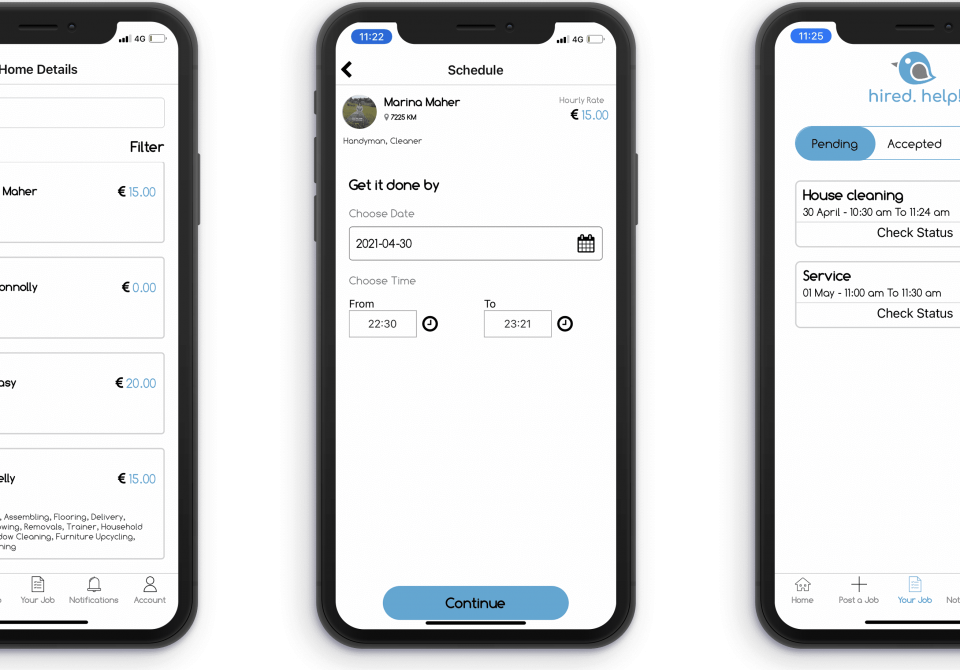 4G
Home Details
Filter
Maher
€ 15.00
onnolly
€ 0.00
asy
€ 20.00
elly
€ 15.00
, Assembling, Flooring, Delivery,
wing, Removals, Trainer, Household
dow Cleaning, Furniture Upcycling,
ning
Your Job
Notifications
Account
11:22
4G
Schedule
Marina Maher
7225 KM
Hourly Rate
€ 15.00
Handyman, Cleaner
Get it done by
Choose Date
2021-04-30
Choose Time
From
To
22:30
23:21
Continue
11:25
hired. help!
Pending
Accepted
House cleaning
30 April - 10:30 am To 11:24 am
Check Status
Service
01 May - 11:00 am To 11:30 am
Check Status
Home
Post a Job
Your Job
Not